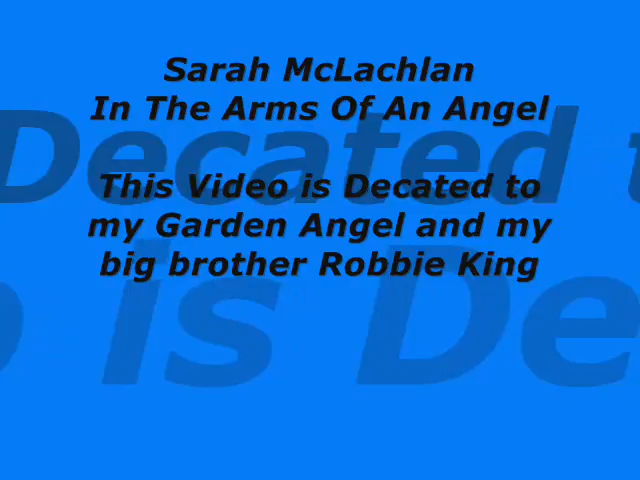 Sarah McLachlan
In The Arms Of An Angel
This Video is Decated to
my Garden Angel and my
big brother Robbie King
Decated t
o is De